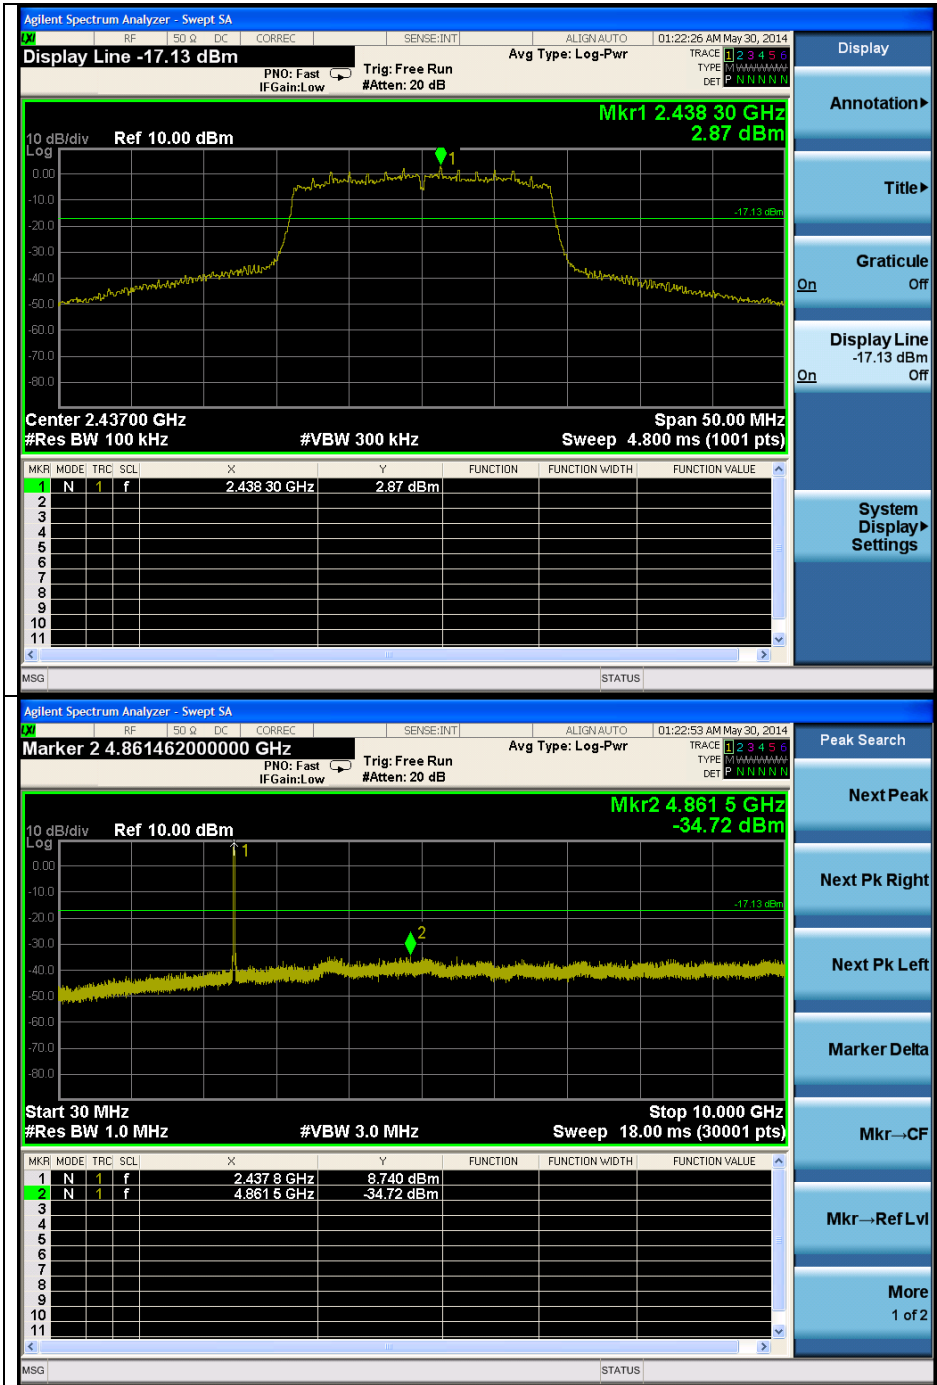 Agilent Spectrum Analyzer - Swept SA
LXI RF 50 Ω DC CORREC SENSE:INT ALIGN AUTO 01:22:26 AM May 30, 2014
Display Line -17.13 dBm
PNO: Fast
IFGain:Low
Trig: Free Run
#Atten: 20 dB
Avg Type: Log-Pwr
TRACE 1 2 3 4 5 6
TYPE M WWWWW
DET P N N N N N
Mkr1 2.438 30 GHz
2.87 dBm
10 dB/div Ref 10.00 dBm
Log
1
0.00
-10.0
-17.13 dBm
-20.0
-30.0
-40.0
-50.0
-60.0
-70.0
-80.0
Center 2.43700 GHz Span 50.00 MHz
#Res BW 100 kHz #VBW 300 kHz Sweep 4.800 ms (1001 pts)
MKR MODE TRC SCL X Y FUNCTION FUNCTION WIDTH FUNCTION VALUE
1 N 1 f 2.438 30 GHz 2.87 dBm
2
3
4
5
6
7
8
9
10
11
MSG STATUS
Display
Annotation
Title
Graticule
On Off
Display Line
-17.13 dBm
On Off
System
Display
Settings
Agilent Spectrum Analyzer - Swept SA
LXI RF 50 Ω DC CORREC SENSE:INT ALIGN AUTO 01:22:53 AM May 30, 2014
Marker 2 4.861462000000 GHz
PNO: Fast
IFGain:Low
Trig: Free Run
#Atten: 20 dB
Avg Type: Log-Pwr
TRACE 1 2 3 4 5 6
TYPE M WWWWW
DET P N N N N N
Mkr2 4.861 5 GHz
-34.72 dBm
10 dB/div Ref 10.00 dBm
Log
1
0.00
-10.0
-17.13 dBm
-20.0
2
-30.0
-40.0
-50.0
-60.0
-70.0
-80.0
Start 30 MHz Stop 10.000 GHz
#Res BW 1.0 MHz #VBW 3.0 MHz Sweep 18.00 ms (30001 pts)
MKR MODE TRC SCL X Y FUNCTION FUNCTION WIDTH FUNCTION VALUE
1 N 1 f 2.437 8 GHz 8.740 dBm
2 N 1 f 4.861 5 GHz -34.72 dBm
3
4
5
6
7
8
9
10
11
MSG STATUS
Peak Search
Next Peak
Next Pk Right
Next Pk Left
Marker Delta
Mkr→CF
Mkr→Ref Lvl
More
1 of 2